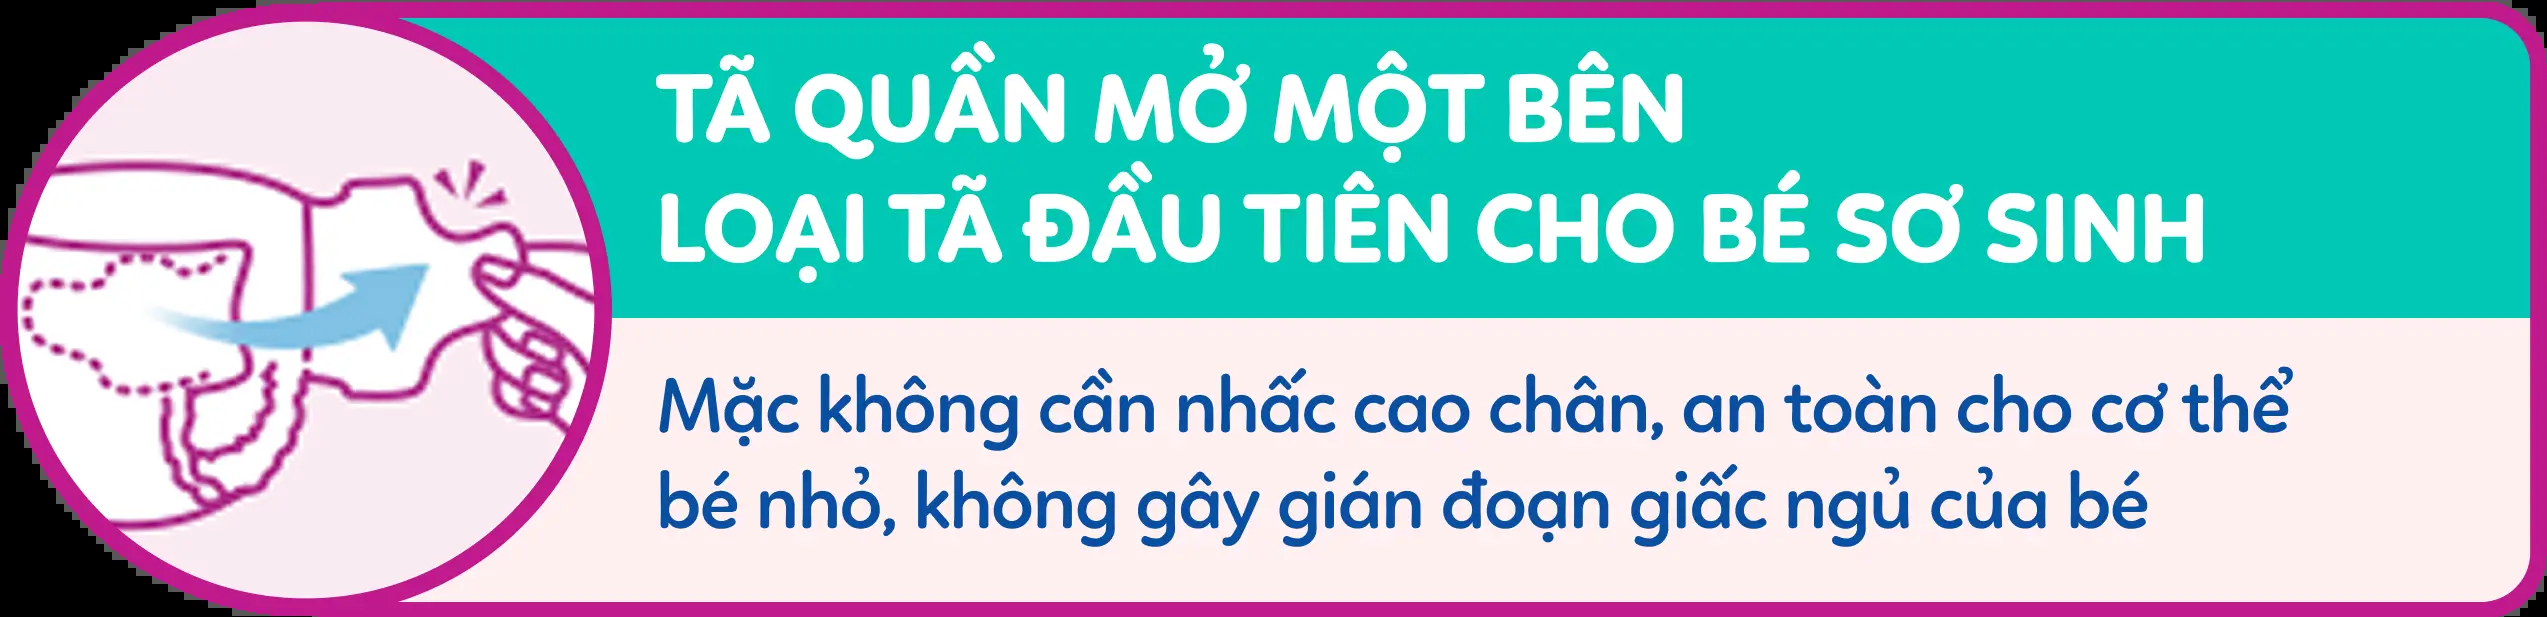 TÃ QUẦN MỞ MỘT BÊN
LOẠI TÃ ĐẦU TIÊN CHO BÉ SƠ SINH
Mặc không cần nhấc cao chân, an toàn cho cơ thể
bé nhỏ, không gây gián đoạn giấc ngủ của bé